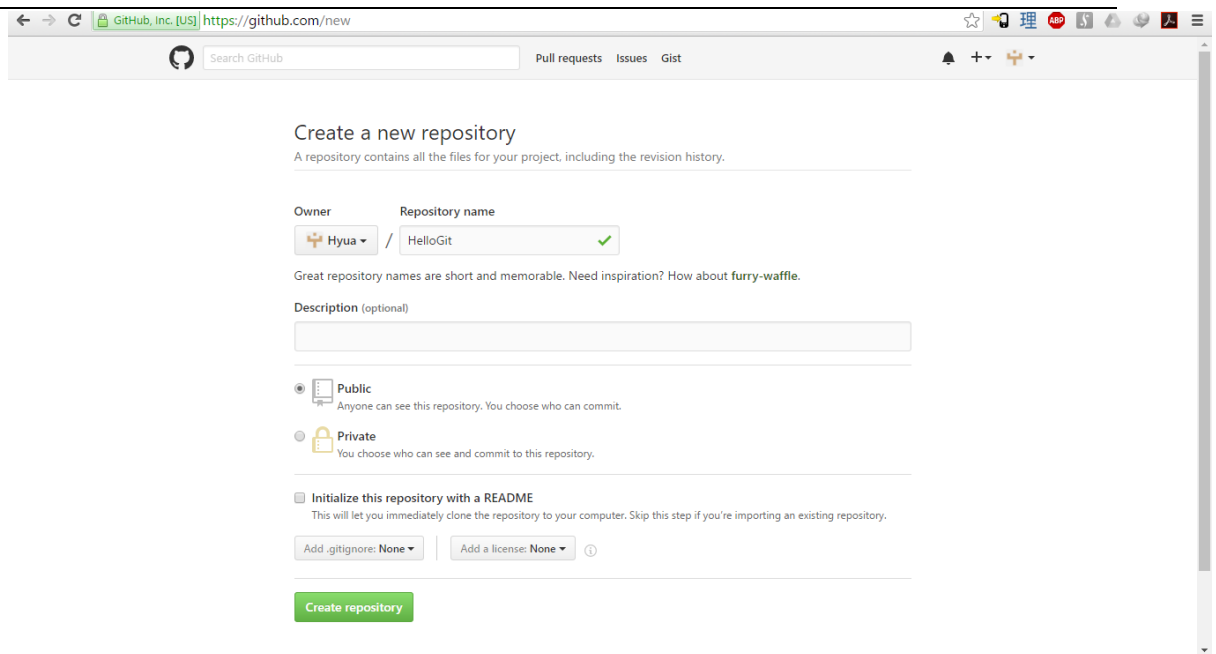 GitHub, Inc. [US] https://github.com/new
理 ABP
Search GitHub Pull requests Issues Gist
Create a new repository
A repository contains all the files for your project, including the revision history.
Owner Repository name
Hyua / HelloGit
Great repository names are short and memorable. Need inspiration? How about furry-waffle.
Description (optional)
Public
Anyone can see this repository. You choose who can commit.
Private
You choose who can see and commit to this repository.
Initialize this repository with a README
This will let you immediately clone the repository to your computer. Skip this step if you're importing an existing repository.
Add .gitignore: None Add a license: None
Create repository